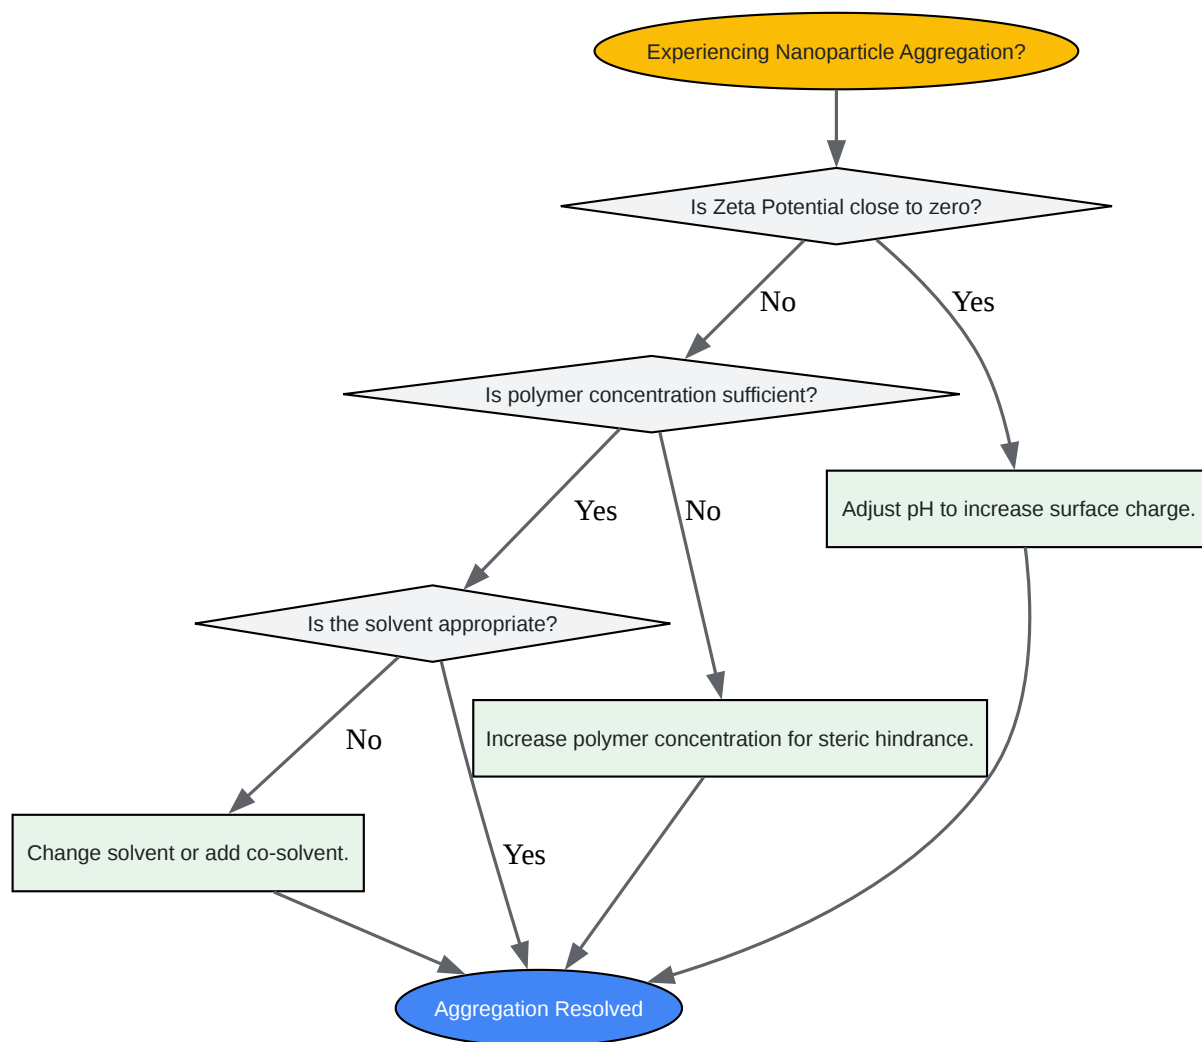 Experiencing Nanoparticle Aggregation?
Is Zeta Potential close to zero?
No
Yes
Is polymer concentration sufficient?
Yes
No
Adjust pH to increase surface charge.
Is the solvent appropriate?
No
Increase polymer concentration for steric hindrance.
Change solvent or add co-solvent.
Yes
Aggregation Resolved